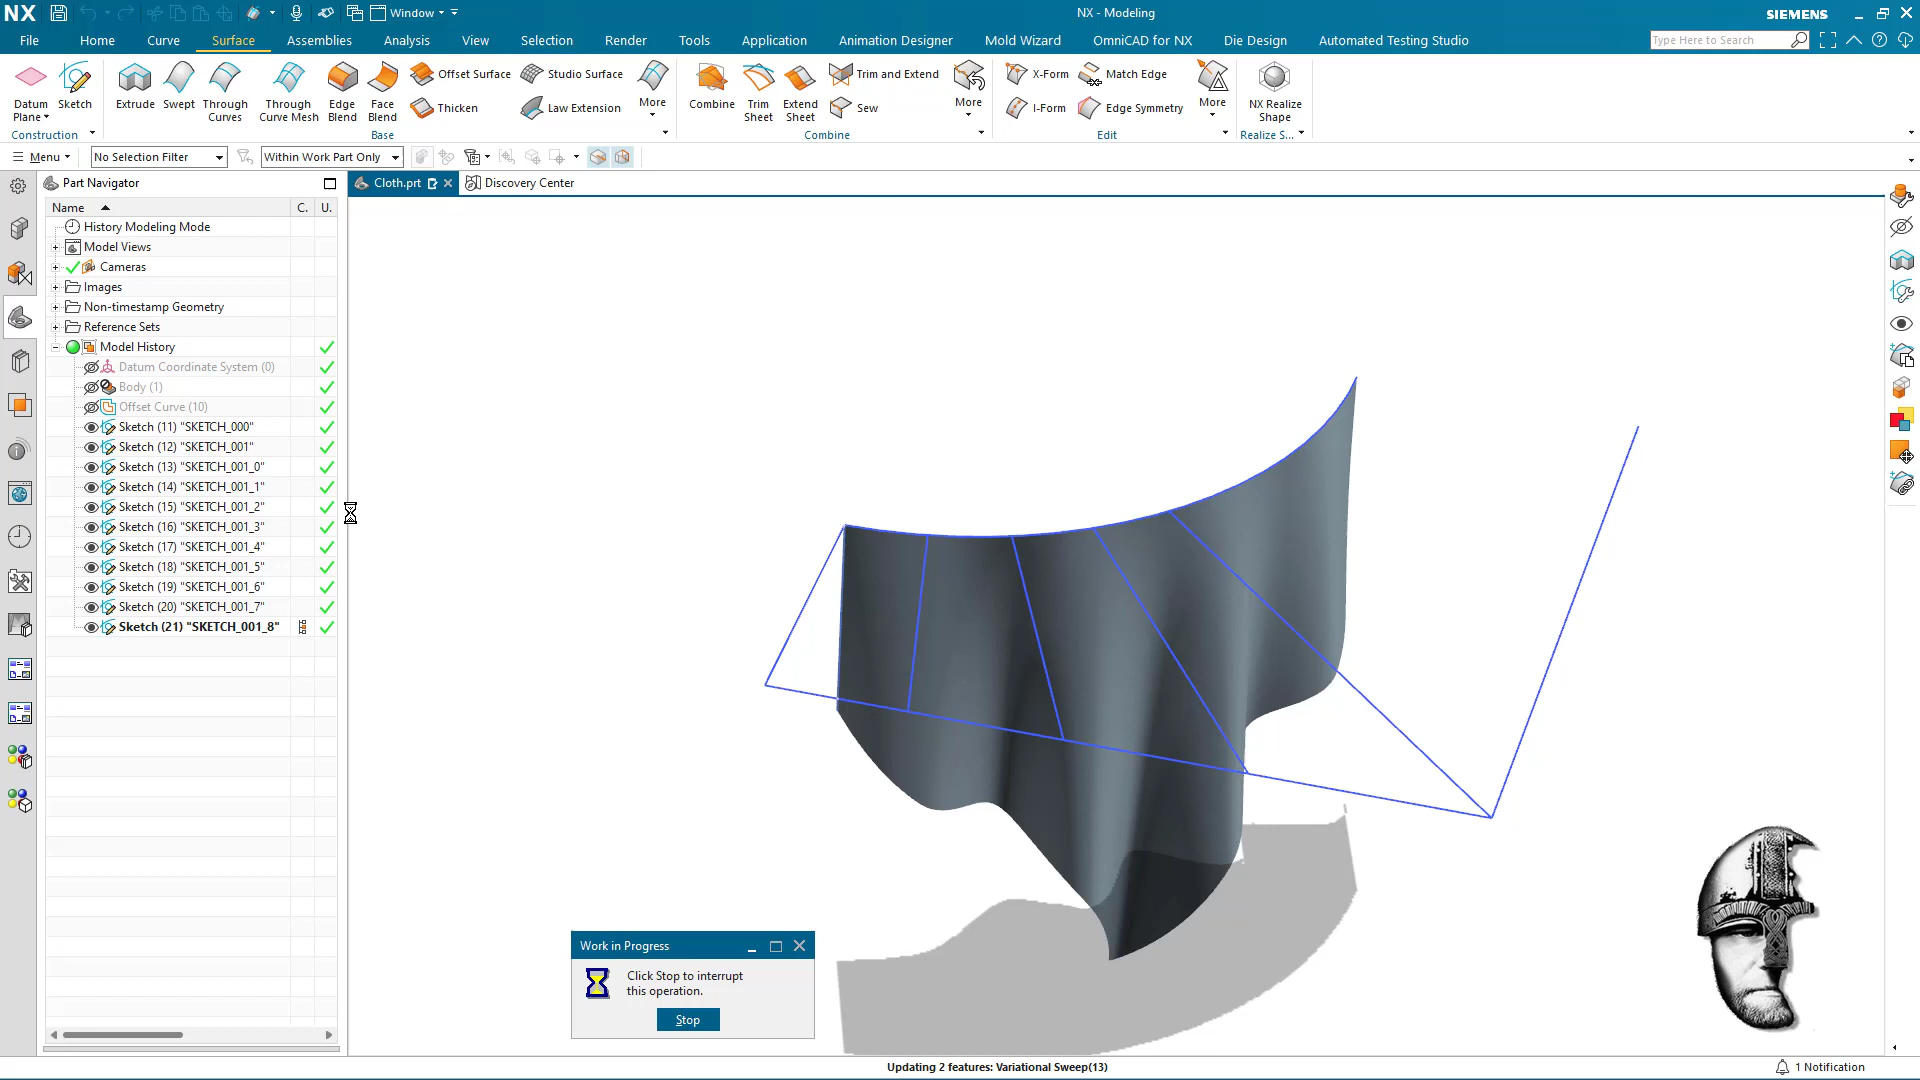 NX
Window
NX - Modeling
SIEMENS
File
Home
Curve
Surface
Assemblies
Analysis
View
Selection
Render
Tools
Application
Animation Designer
Mold Wizard
OmniCAD for NX
Die Design
Automated Testing Studio
Type Here to Search
Datum Plane
Sketch
Extrude
Swept
Through Curves
Through Curve Mesh
Edge Blend
Face Blend
Offset Surface
Thicken
Studio Surface
Law Extension
More
Combine
Trim Sheet
Extend Sheet
Trim and Extend
Sew
More
X-Form
I-Form
Match Edge
Edge Symmetry
More
NX Realize Shape
Construction
Base
Combine
Edit
Realize S...
Menu
No Selection Filter
Within Work Part Only
Part Navigator
Cloth.prt
Discovery Center
Name
C.
U.
History Modeling Mode
Model Views
Cameras
Images
Non-timestamp Geometry
Reference Sets
Model History
Datum Coordinate System (0)
Body (1)
Offset Curve (10)
Sketch (11) "SKETCH_000"
Sketch (12) "SKETCH_001"
Sketch (13) "SKETCH_001_0"
Sketch (14) "SKETCH_001_1"
Sketch (15) "SKETCH_001_2"
Sketch (16) "SKETCH_001_3"
Sketch (17) "SKETCH_001_4"
Sketch (18) "SKETCH_001_5"
Sketch (19) "SKETCH_001_6"
Sketch (20) "SKETCH_001_7"
Sketch (21) "SKETCH_001_8"
Work in Progress
Click Stop to interrupt
this operation.
Stop
Updating 2 features: Variational Sweep(13)
1 Notification